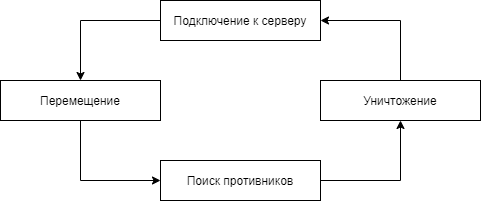 Подключение к серверу
Перемещение
Уничтожение
Поиск противников